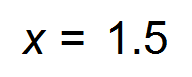 x = 1.5